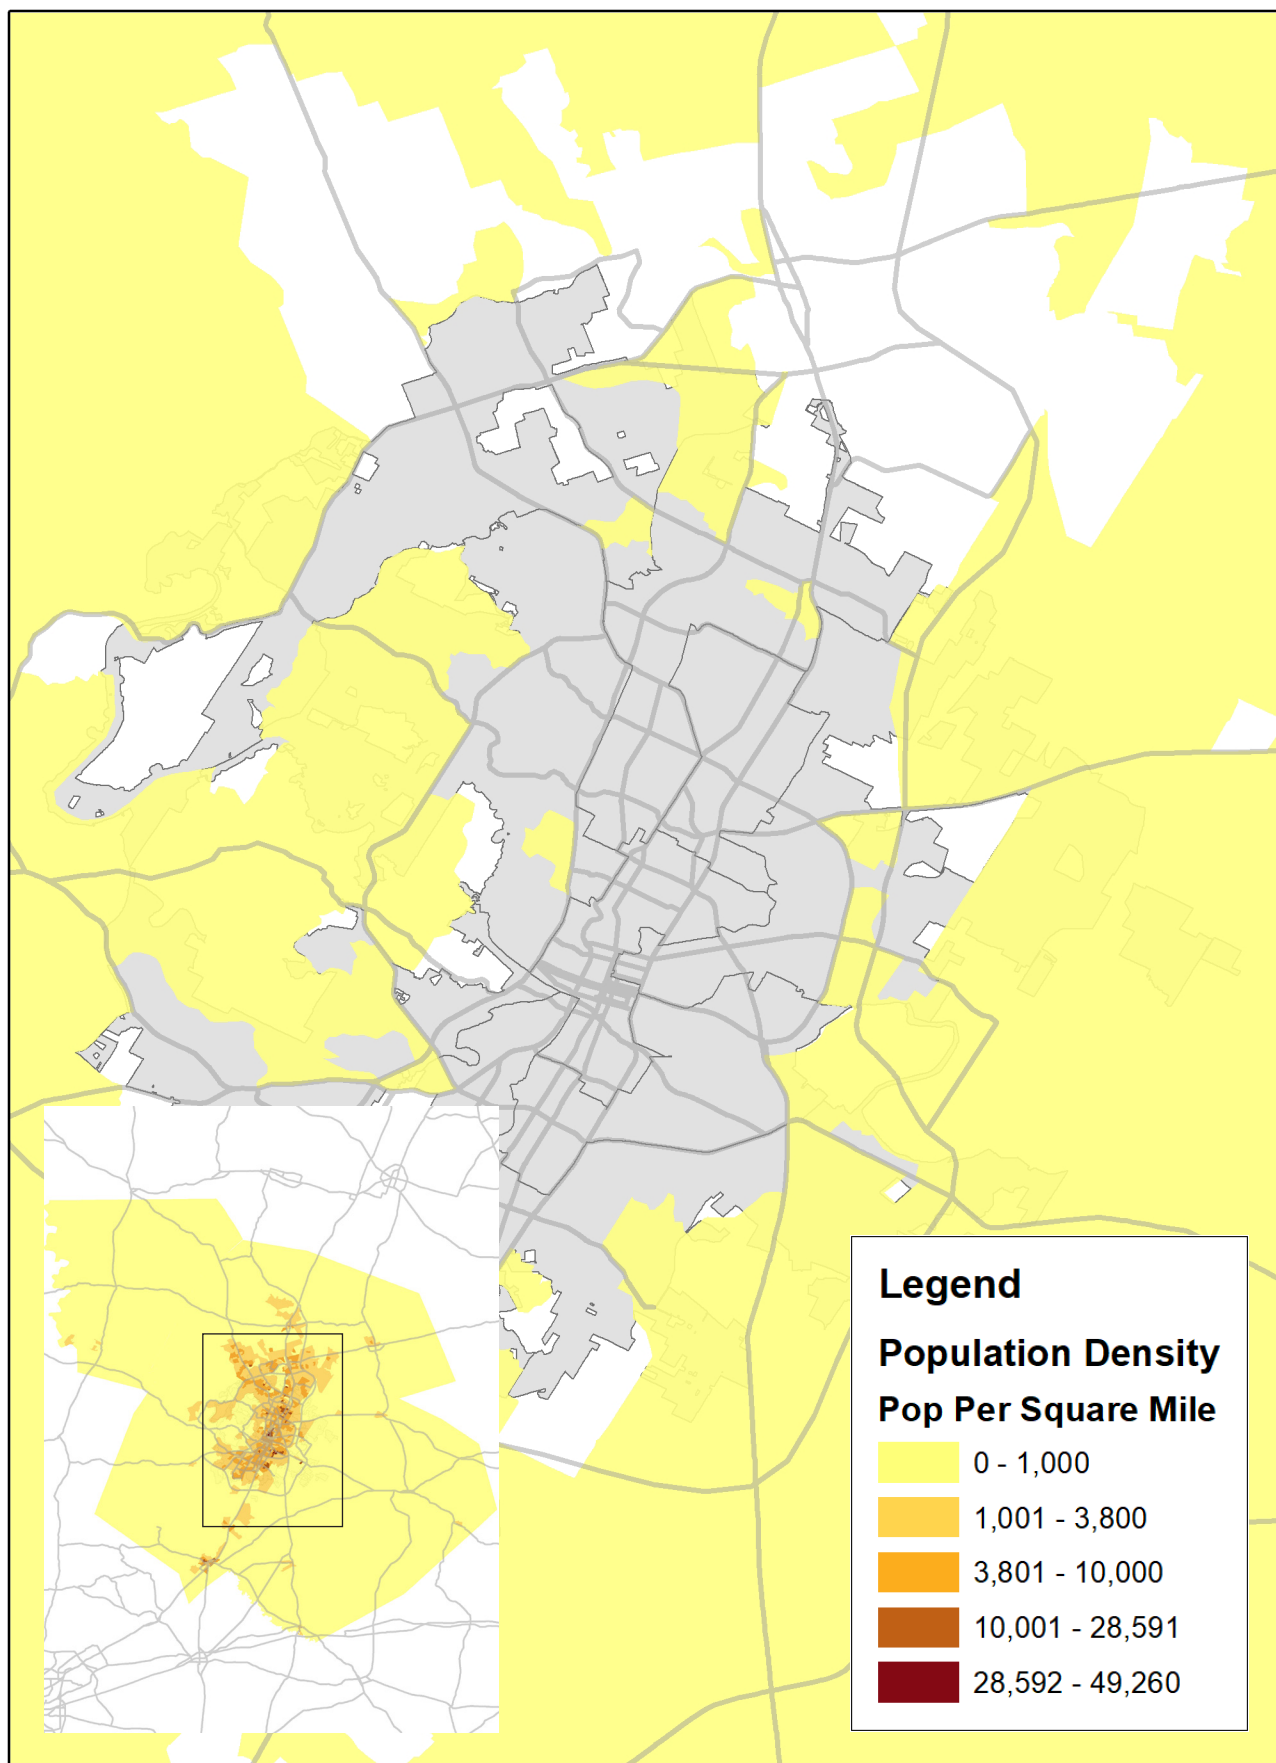 Legend
Population Density
Pop Per Square Mile
0 - 1,000
1,001 - 3,800
3,801 - 10,000
10,001 - 28,591
28,592 - 49,260